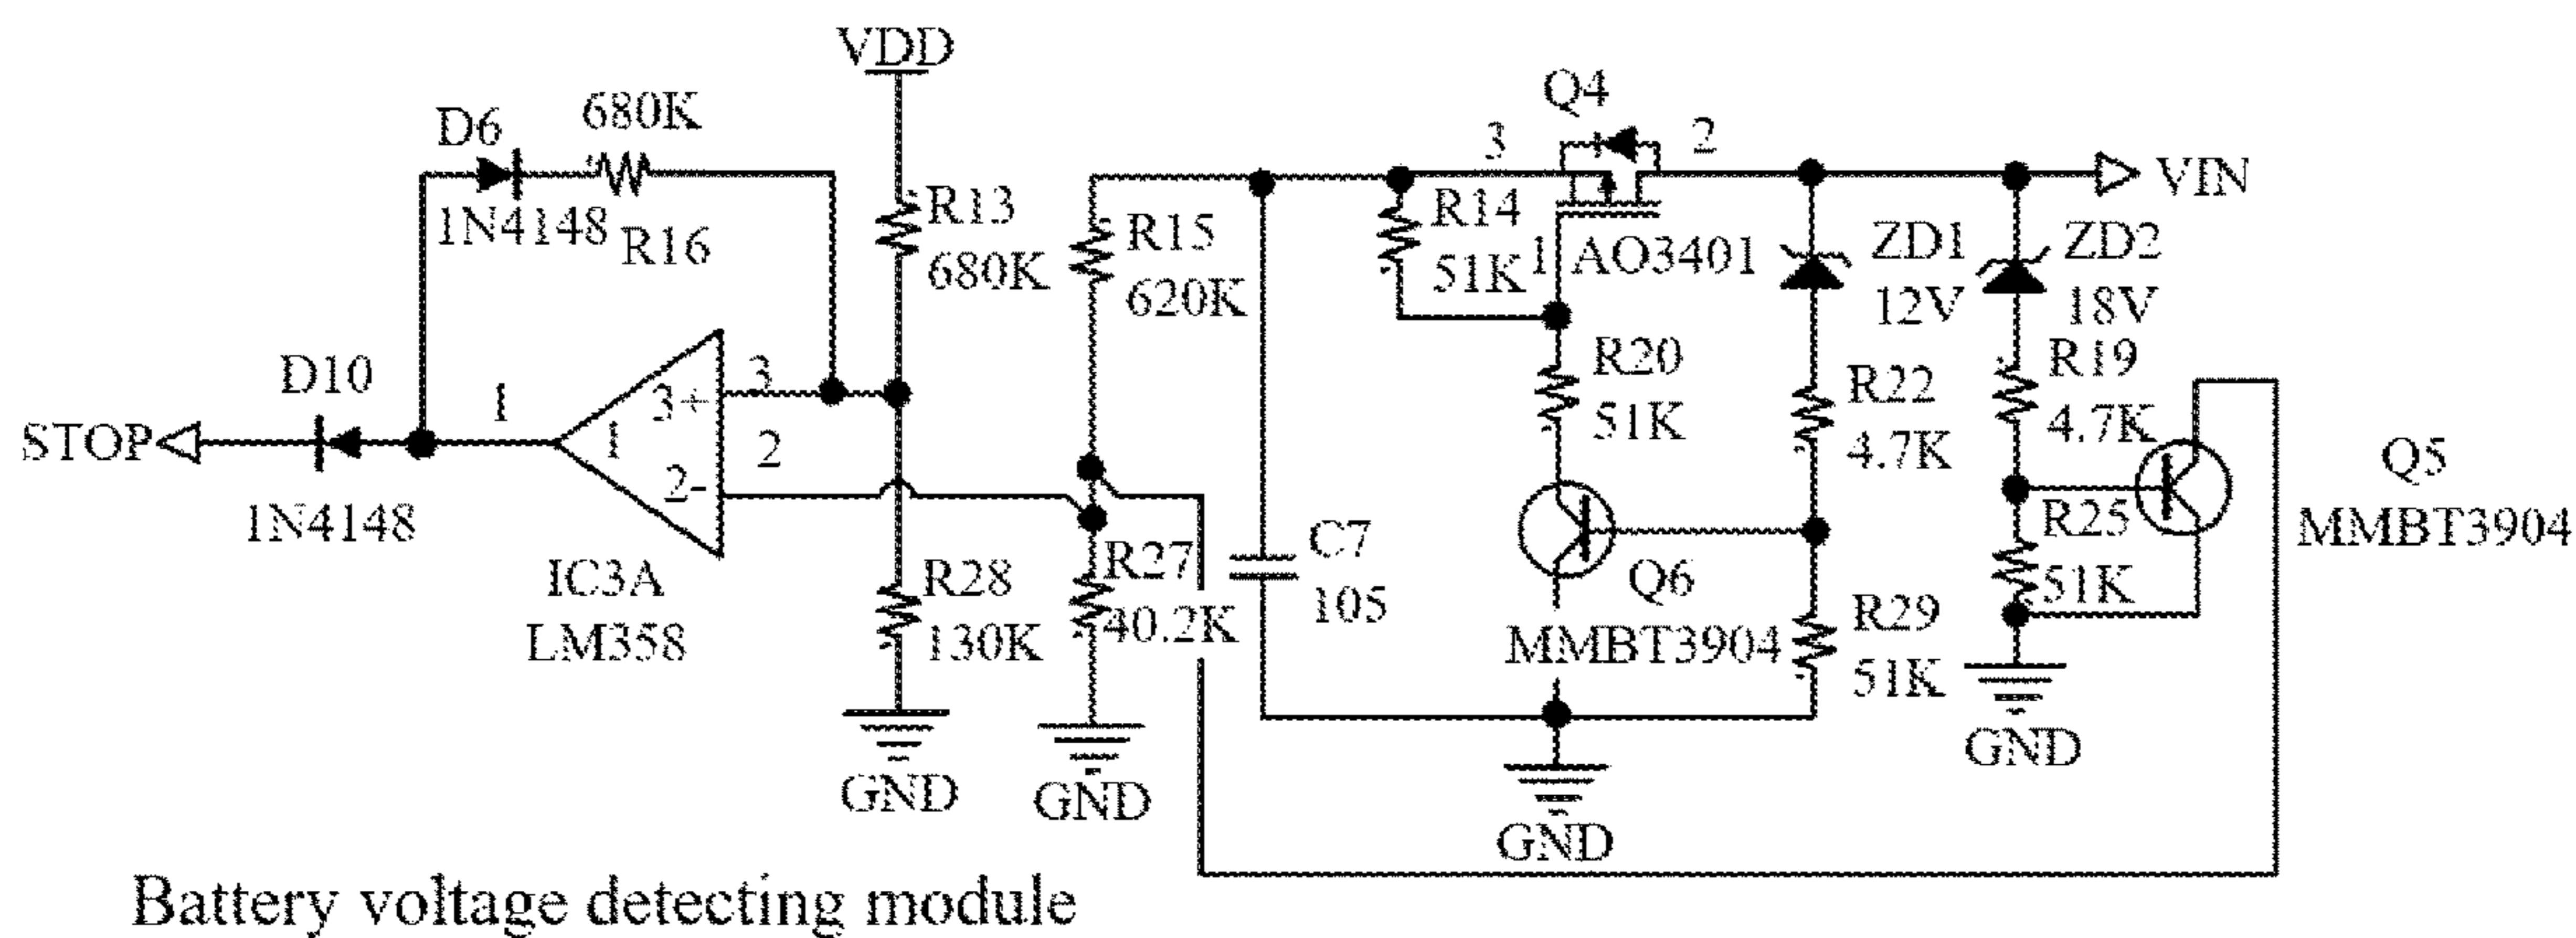 VDD
D6
680K
1N4148
R16
R13
680K
R15
620K
3
Q4
2
R14
51K
1
AO3401
ZD1
12V
ZD2
18V
VIN
STOP
D10
1N4148
1
1
3+
2-
3
2
IC3A
LM358
R28
130K
GND
R27
40.2K
GND
C7
105
R20
51K
Q6
MMBT3904
GND
R22
4.7K
R29
51K
R19
4.7K
R25
51K
GND
Q5
MMBT3904
Battery voltage detecting module